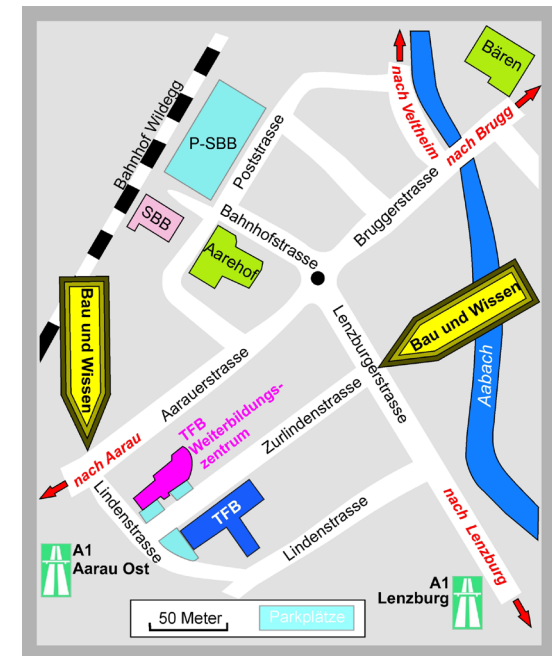 Bären
nach Veltheim
nach Brugg
Bahnhof Wildegg
P-SBB
Poststrasse
SBB
Bahnhofstrasse
Bruggerstrasse
Aarehof
Bau und Wissen
Bau und Wissen
Aabach
Lenzburgerstrasse
Aarauerstrasse
TFB
Weiterbildungs-
zentrum
Zurlindenstrasse
nach Aarau
Lindenstrasse
TFB
Lindenstrasse
nach Lenzburg
A1
Aarau Ost
A1
Lenzburg
50 Meter
Parkplätze